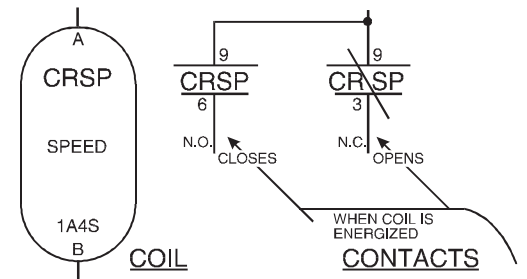 A
CRSP
SPEED
1A4S
B
COIL
9
CRSP
6
N.O.
CLOSES
9
CRSP
3
N.C.
OPENS
WHEN COIL IS
ENERGIZED
CONTACTS